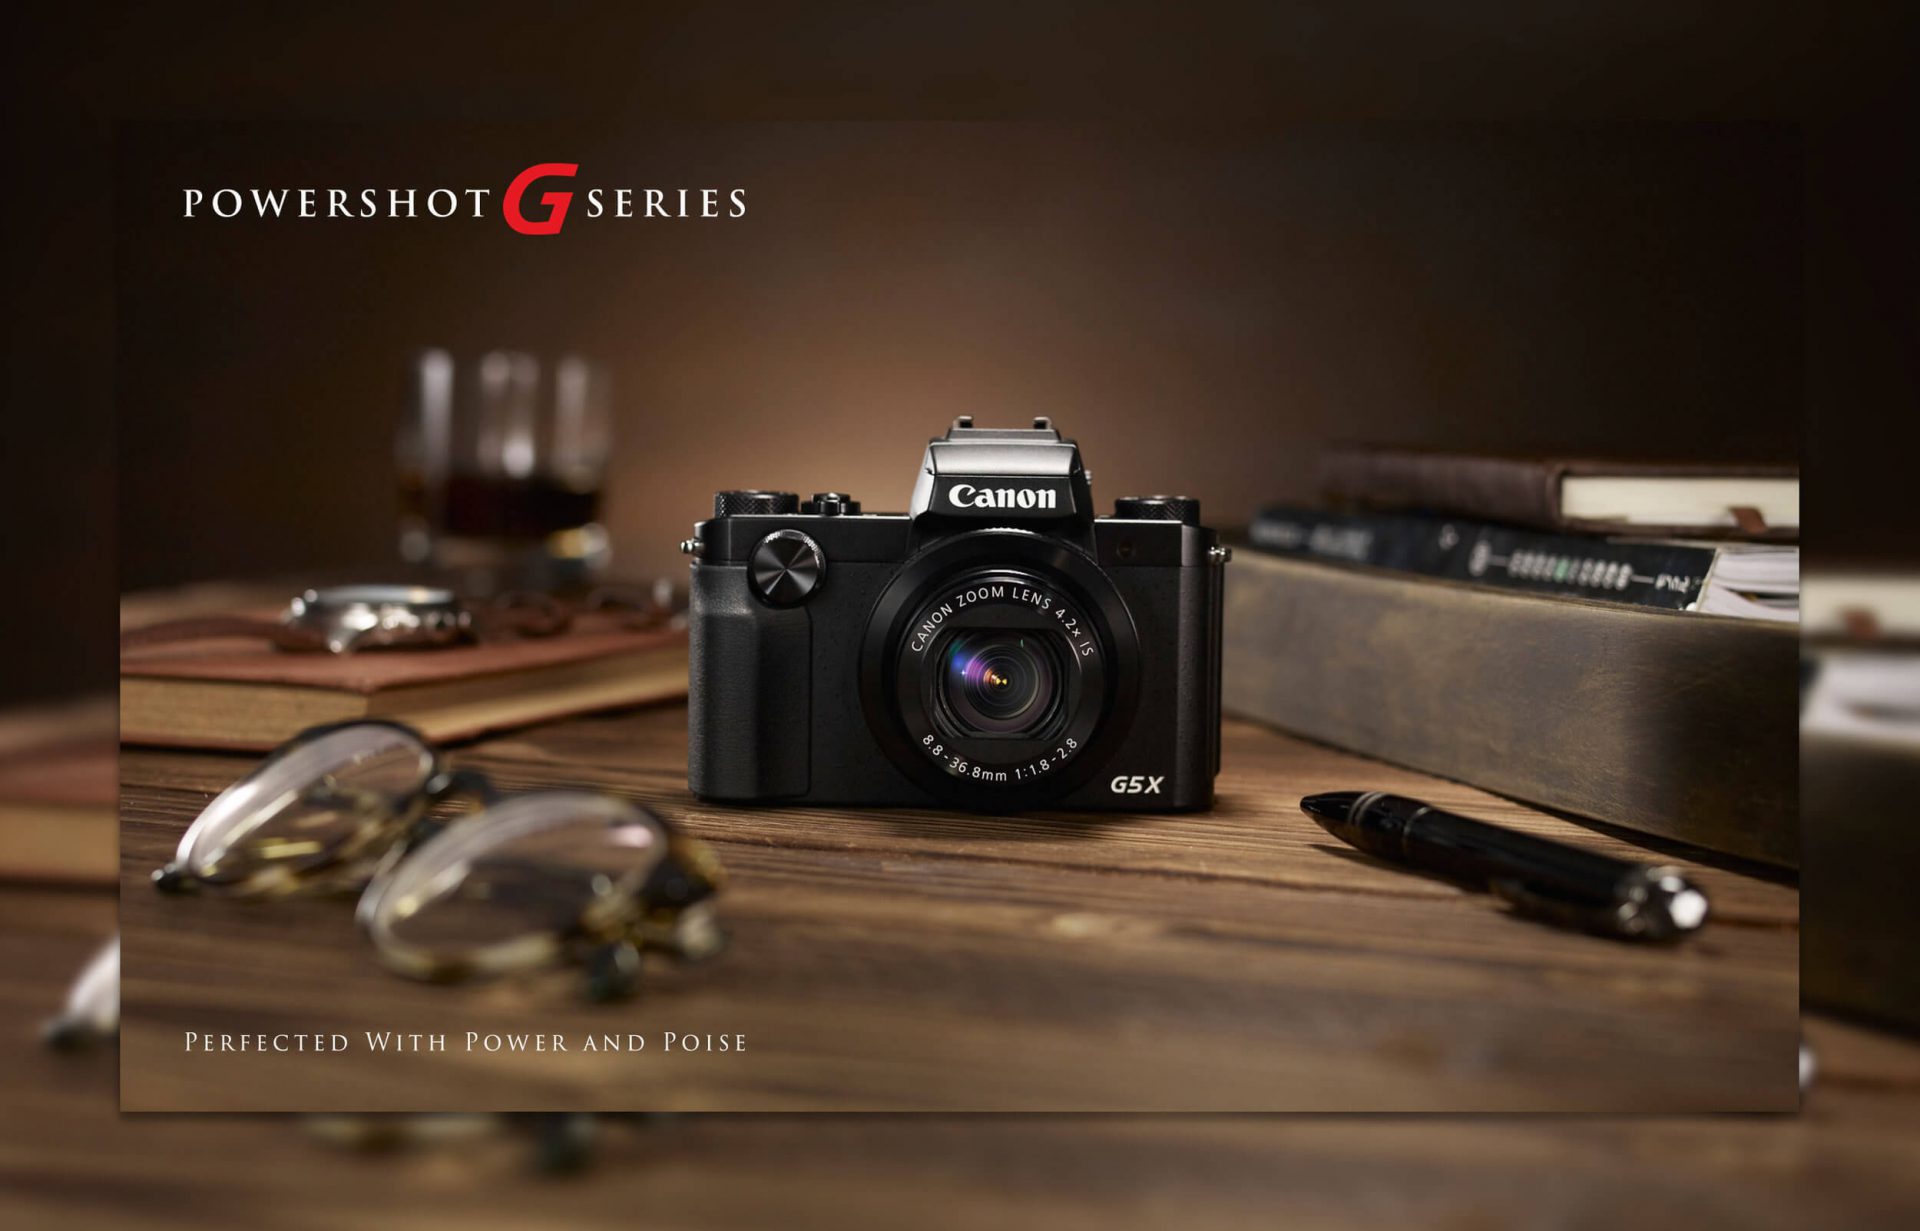 POWERSHOT G SERIES
Canon
CANON ZOOM LENS 4.2x IS
8.8-36.8mm 1:1.8-2.8
G5X
PERFECTED WITH POWER AND POISE